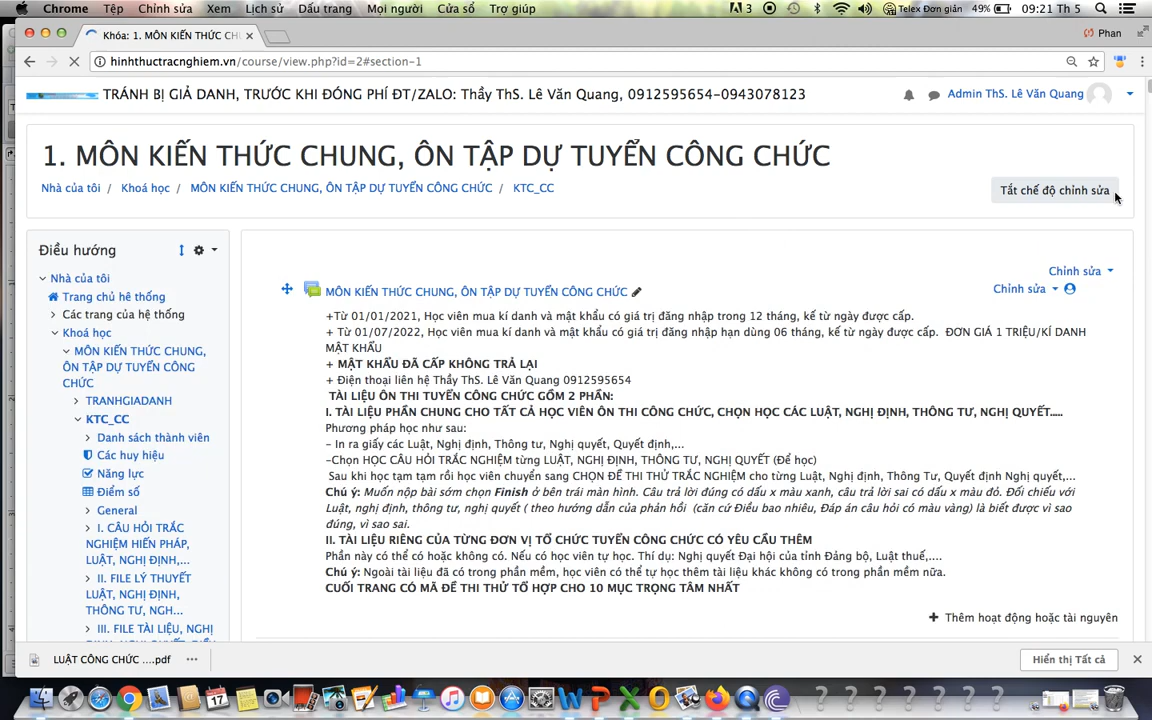 Chrome Tệp Chỉnh sửa Xem Lịch sử Dấu trang Mọi người Cửa sổ Trợ giúp 3 Telex Đơn giản 49% 09:21 Th 5
Khóa: 1. MÔN KIẾN THỨC CHU Phan
hinhthuctracnghiem.vn/course/view.php?id=2#section-1
TRÁNH BỊ GIẢ DANH, TRƯỚC KHI ĐÓNG PHÍ ĐT/ZALO: Thầy ThS. Lê Văn Quang, 0912595654-0943078123 Admin ThS. Lê Văn Quang
1. MÔN KIẾN THỨC CHUNG, ÔN TẬP DỰ TUYỂN CÔNG CHỨC
Nhà của tôi / Khoá học / MÔN KIẾN THỨC CHUNG, ÔN TẬP DỰ TUYỂN CÔNG CHỨC / KTC_CC
Tắt chế độ chỉnh sửa
Điều hướng
Nhà của tôi
Trang chủ hệ thống
Các trang của hệ thống
Khoá học
MÔN KIẾN THỨC CHUNG,
ÔN TẬP DỰ TUYỂN CÔNG
CHỨC
TRANHGIADANH
KTC_CC
Danh sách thành viên
Các huy hiệu
Năng lực
Điểm số
General
I. CÂU HỎI TRẮC
NGHIỆM HIẾN PHÁP,
LUẬT, NGHỊ ĐỊNH,...
II. FILE LÝ THUYẾT
LUẬT, NGHỊ ĐỊNH,
THÔNG TƯ, NGH...
III. FILE TÀI LIỆU, NGHỊ
Chỉnh sửa
MÔN KIẾN THỨC CHUNG, ÔN TẬP DỰ TUYỂN CÔNG CHỨC Chỉnh sửa
+Từ 01/01/2021, Học viên mua kí danh và mật khẩu có giá trị đăng nhập trong 12 tháng, kể từ ngày được cấp.
+ Từ 01/07/2022, Học viên mua kí danh và mật khẩu có giá trị đăng nhập hạn dùng 06 tháng, kể từ ngày được cấp. ĐƠN GIÁ 1 TRIỆU/KÍ DANH
MẬT KHẨU
+ MẬT KHẨU ĐÃ CẤP KHÔNG TRẢ LẠI
+ Điện thoại liên hệ Thầy ThS. Lê Văn Quang 0912595654
TÀI LIỆU ÔN THI TUYỂN CÔNG CHỨC GỒM 2 PHẦN:
I. TÀI LIỆU PHẦN CHUNG CHO TẤT CẢ HỌC VIÊN ÔN THI CÔNG CHỨC, CHỌN HỌC CÁC LUẬT, NGHỊ ĐỊNH, THÔNG TƯ, NGHỊ QUYẾT.....
Phương pháp học như sau:
- In ra giấy các Luật, Nghị định, Thông tư, Nghị quyết, Quyết định,...
-Chọn HỌC CÂU HỎI TRẮC NGHIỆM từng LUẬT, NGHỊ ĐỊNH, THÔNG TƯ, NGHỊ QUYẾT (Để học)
Sau khi học tạm tạm rồi học viên chuyển sang CHỌN ĐỀ THI THỬ TRẮC NGHIỆM cho từng Luật, Nghị định, Thông Tư, Quyết định Nghị quyết,...
Chú ý: Muốn nộp bài sớm chọn Finish ở bên trái màn hình. Câu trả lời đúng có dấu x màu xanh, câu trả lời sai có dấu x màu đỏ. Đối chiếu với
Luật, nghị định, thông tư, nghị quyết ( theo hướng dẫn của phản hồi (căn cứ Điều bao nhiêu, Đáp án câu hỏi có màu vàng) là biết được vì sao
đúng, vì sao sai.
II. TÀI LIỆU RIÊNG CỦA TỪNG ĐƠN VỊ TỔ CHỨC TUYỂN CÔNG CHỨC CÓ YÊU CẦU THÊM
Phần này có thể có hoặc không có. Nếu có học viên tự học. Thí dụ: Nghị quyết Đại hội của tỉnh Đảng bộ, Luật thuế,....
Chú ý: Ngoài tài liệu đã có trong phần mềm, học viên có thể tự học thêm tài liệu khác không có trong phần mềm nữa.
CUỐI TRANG CÓ MÃ ĐỀ THI THỬ TỔ HỢP CHO 10 MỤC TRỌNG TÂM NHẤT
Thêm hoạt động hoặc tài nguyên
LUẬT CÔNG CHỨC ....pdf Hiển thị Tất cả